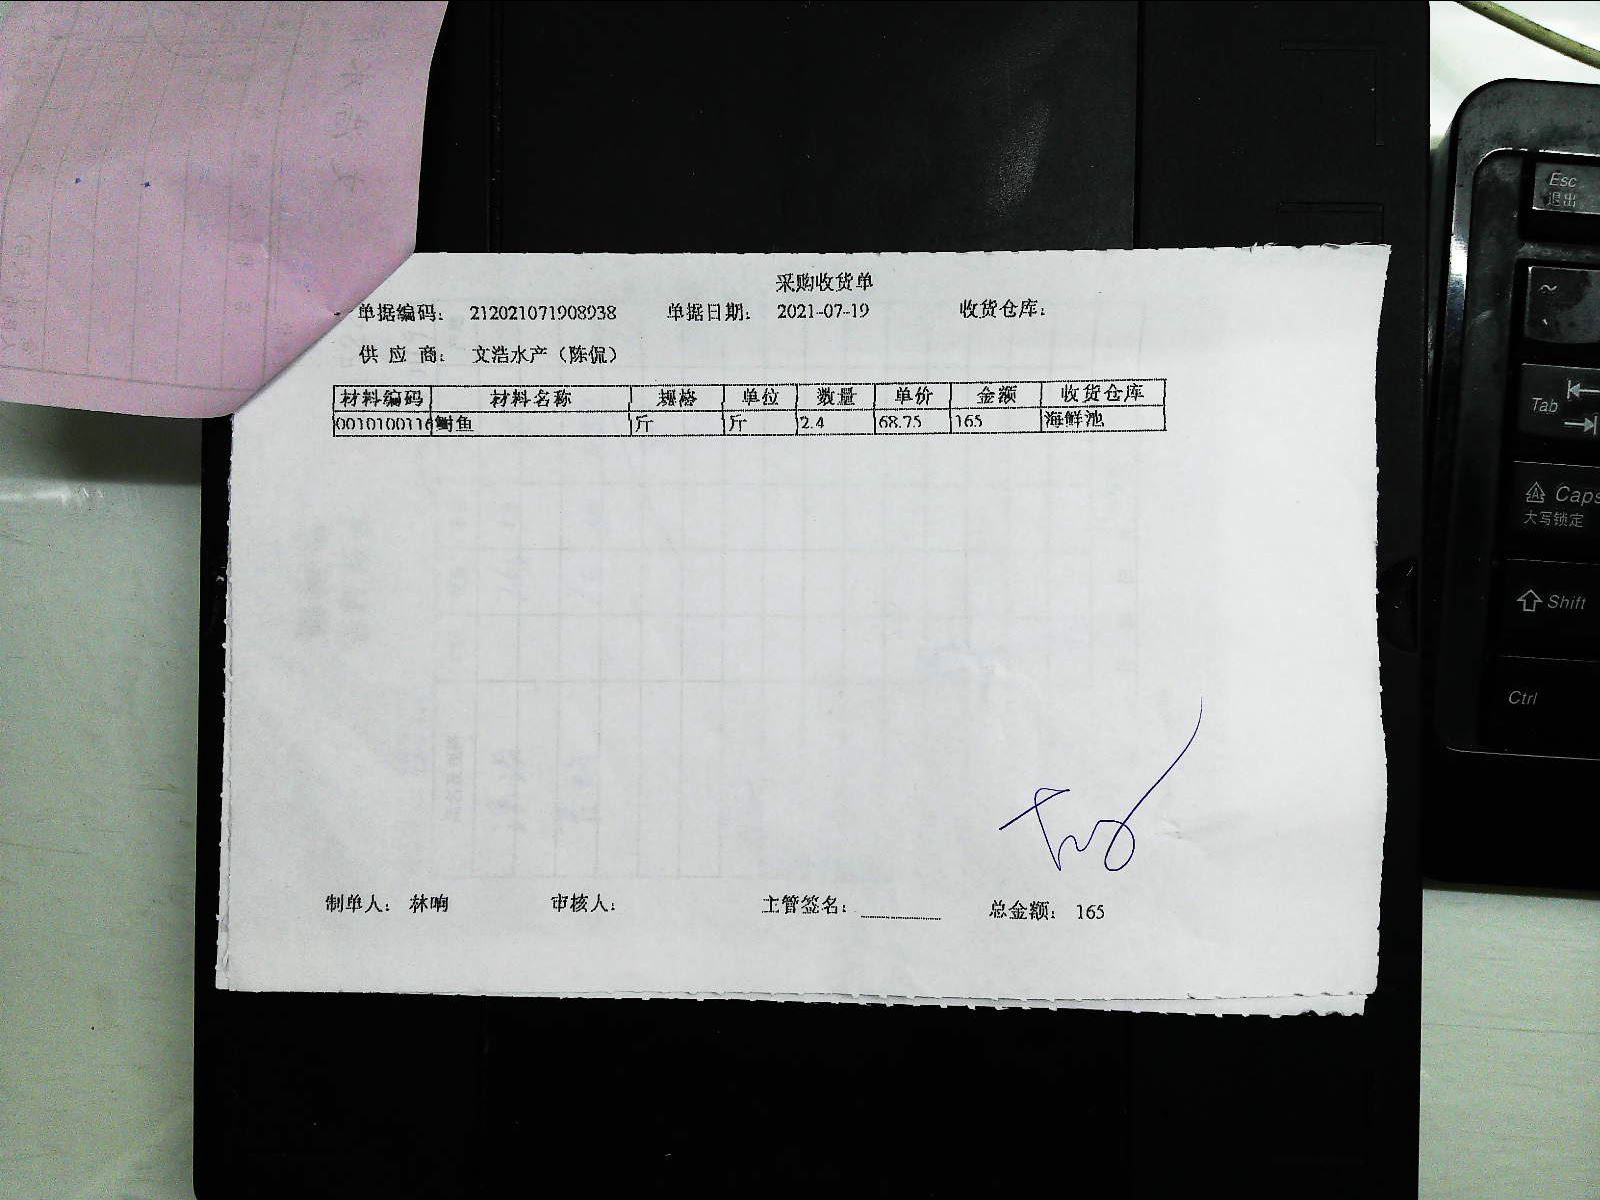 采购收货单
单据编码: 212021071908938 单据日期: 2021-07-19 收货仓库:
供 应 商: 文浩水产(陈侃)
材料编码 材料名称 规格 单位 数量 单价 金额 收货仓库
0010100116 鲥鱼 斤 斤 2.4 68.75 165 海鲜池
制单人: 林响 审核人: 主管签名: 总金额: 165
Esc
退出
~
Tab
Caps
大写锁定
Shift
Ctrl